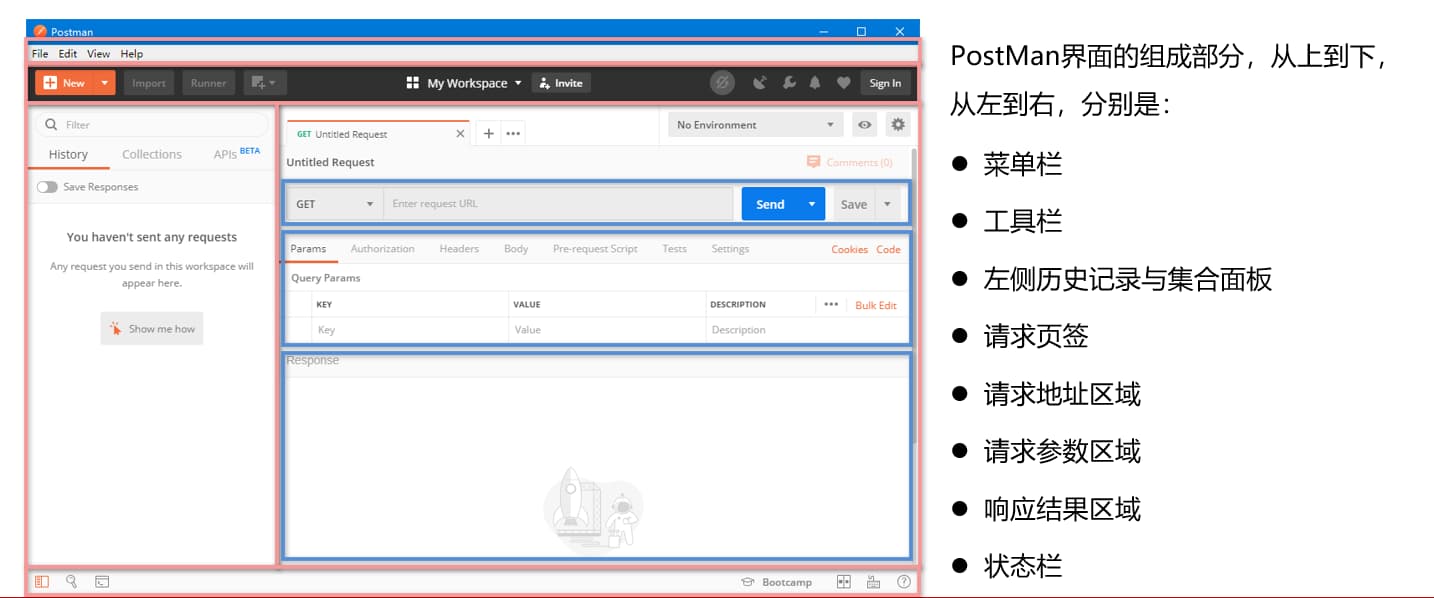 Postman
File Edit View Help
New Import Runner My Workspace Invite Sign In
Filter
History Collections APIs BETA
Save Responses
You haven't sent any requests
Any request you send in this workspace will
appear here.
Show me how
GET Untitled Request
No Environment
Untitled Request
Comments (0)
GET Enter request URL Send Save
Params Authorization Headers Body Pre-request Script Tests Settings Cookies Code
Query Params
KEY VALUE DESCRIPTION Bulk Edit
Key Value Description
Response
Bootcamp
PostMan界面的组成部分，从上到下，
从左到右，分别是：
● 菜单栏
● 工具栏
● 左侧历史记录与集合面板
● 请求页签
● 请求地址区域
● 请求参数区域
● 响应结果区域
● 状态栏